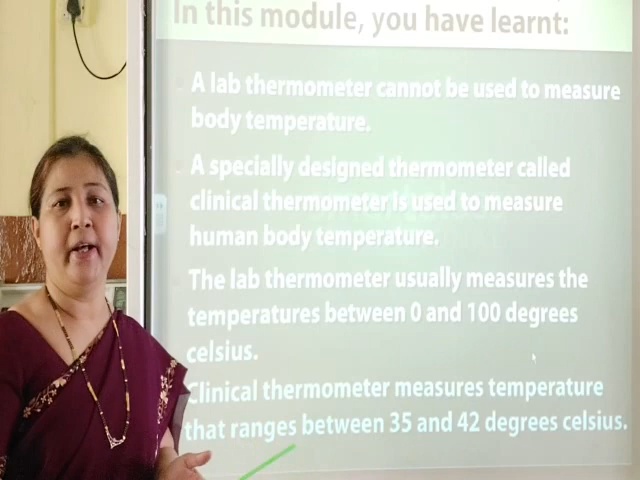 In this module, you have learnt:
A lab thermometer cannot be used to measure
body temperature.
A specially designed thermometer called
clinical thermometer is used to measure
human body temperature.
The lab thermometer usually measures the
temperatures between 0 and 100 degrees
celsius.
Clinical thermometer measures temperature
that ranges between 35 and 42 degrees celsius.